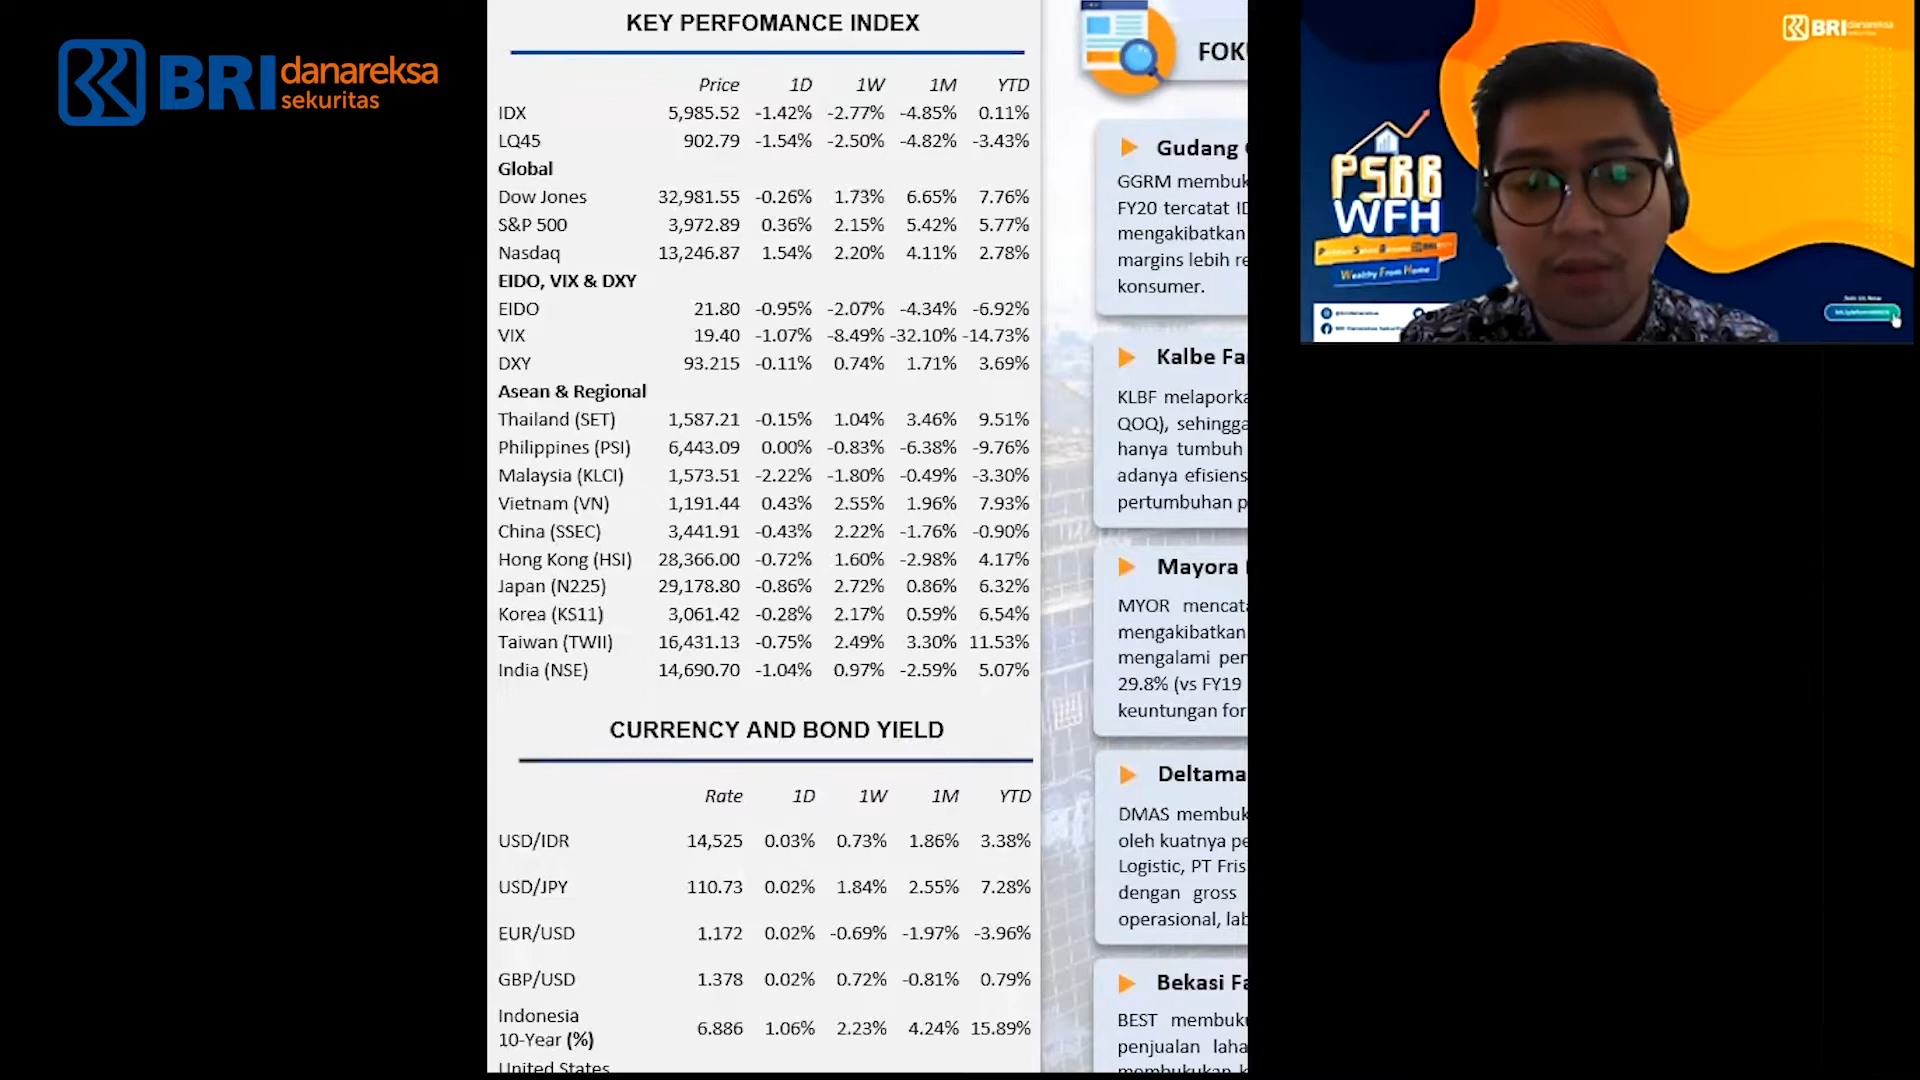 BRI danareksa
sekuritas
KEY PERFOMANCE INDEX
Price 1D 1W 1M YTD
IDX 5,985.52 -1.42% -2.77% -4.85% 0.11%
LQ45 902.79 -1.54% -2.50% -4.82% -3.43%
Global
Dow Jones 32,981.55 -0.26% 1.73% 6.65% 7.76%
S&P 500 3,972.89 0.36% 2.15% 5.42% 5.77%
Nasdaq 13,246.87 1.54% 2.20% 4.11% 2.78%
EIDO, VIX & DXY
EIDO 21.80 -0.95% -2.07% -4.34% -6.92%
VIX 19.40 -1.07% -8.49% -32.10% -14.73%
DXY 93.215 -0.11% 0.74% 1.71% 3.69%
Asean & Regional
Thailand (SET) 1,587.21 -0.15% 1.04% 3.46% 9.51%
Philippines (PSI) 6,443.09 0.00% -0.83% -6.38% -9.76%
Malaysia (KLCI) 1,573.51 -2.22% -1.80% -0.49% -3.30%
Vietnam (VN) 1,191.44 0.43% 2.55% 1.96% 7.93%
China (SSEC) 3,441.91 -0.43% 2.22% -1.76% -0.90%
Hong Kong (HSI) 28,366.00 -0.72% 1.60% -2.98% 4.17%
Japan (N225) 29,178.80 -0.86% 2.72% 0.86% 6.32%
Korea (KS11) 3,061.42 -0.28% 2.17% 0.59% 6.54%
Taiwan (TWII) 16,431.13 -0.75% 2.49% 3.30% 11.53%
India (NSE) 14,690.70 -1.04% 0.97% -2.59% 5.07%
CURRENCY AND BOND YIELD
Rate 1D 1W 1M YTD
USD/IDR 14,525 0.03% 0.73% 1.86% 3.38%
USD/JPY 110.73 0.02% 1.84% 2.55% 7.28%
EUR/USD 1.172 0.02% -0.69% -1.97% -3.96%
GBP/USD 1.378 0.02% 0.72% -0.81% 0.79%
Indonesia
10-Year (%) 6.886 1.06% 2.23% 4.24% 15.89%
United States
FOKU
Gudang
GGRM membuk
FY20 tercatat ID
mengakibatkan
margins lebih re
konsumer.
Kalbe Fa
KLBF melaporka
QOQ), sehingga
hanya tumbuh
adanya efisiens
pertumbuhan p
Mayora
MYOR mencata
mengakibatkan
mengalami pen
29.8% (vs FY19
keuntungan for
Deltama
DMAS membuk
oleh kuatnya pe
Logistic, PT Fris
dengan gross
operasional, lab
Bekasi Fa
BEST membuku
penjualan laha
membukukan k
BRI danareksa
sekuritas
PSBB
WFH
Wealthy From Home